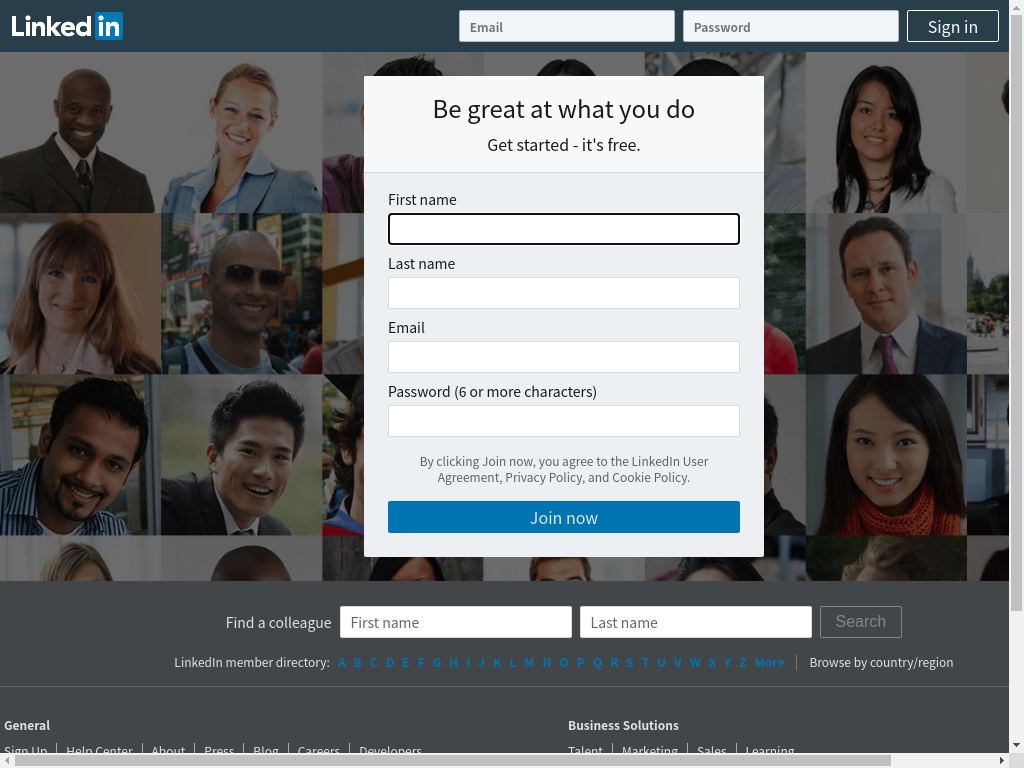 Linked in
Email
Password
Sign in
Be great at what you do
Get started - it's free.
First name
Last name
Email
Password (6 or more characters)
By clicking Join now, you agree to the LinkedIn User
Agreement, Privacy Policy, and Cookie Policy.
Join now
Find a colleague First name Last name Search
LinkedIn member directory: A B C D E F G H I J K L M N O P Q R S T U V W X Y Z More Browse by country/region
General
Business Solutions
Sign Up Help Center About Press Blog Careers Developers
Talent Marketing Sales Learning